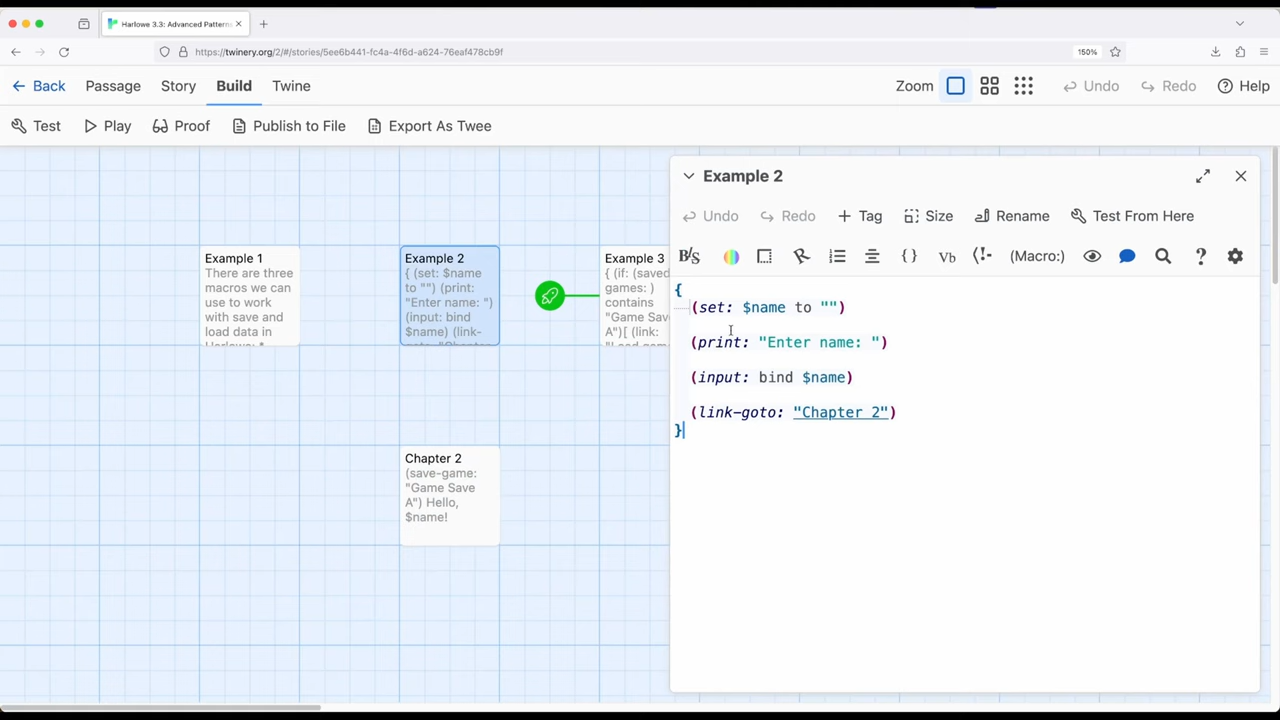 Harlowe 3.3: Advanced Pattern
https://twinery.org/2/#/stories/5ee6b441-fc4a-4f6d-a624-76eaf478cb9f
150%
Back Passage Story Build Twine
Zoom Undo Redo Help
Test Play Proof Publish to File Export As Twee
Example 1
There are three
macros we can
use to work
with save and
load data in
Example 2
{ (set: $name
to "") (print:
"Enter name: ")
(input: bind
$name) (link-
Example 3
{ (if: (saved
games: )
contains
"Game Sav
A")[ (link:
Chapter 2
(save-game:
"Game Save
A") Hello,
$name!
Example 2
Undo Redo + Tag Size Rename Test From Here
B/S { } Vb (Macro:) ?
{
(set: $name to "")
(print: "Enter name: ")
(input: bind $name)
(link-goto: "Chapter 2")
}